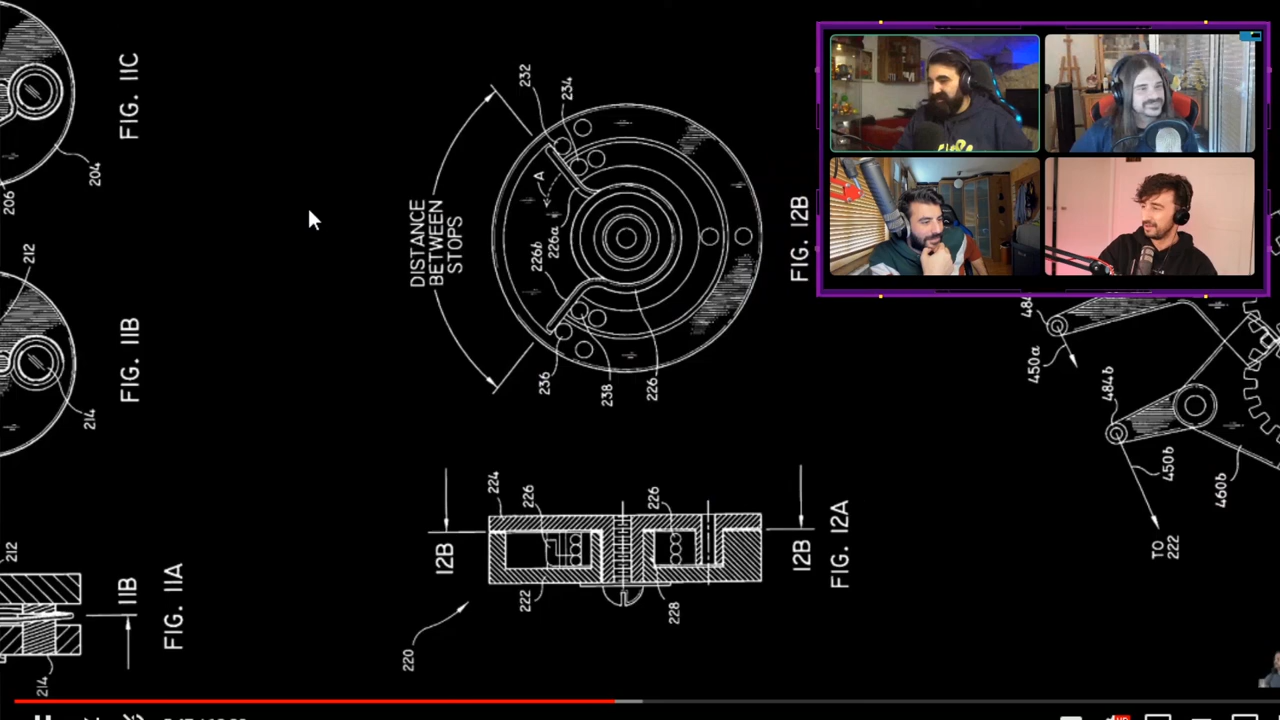 FIG. 11C
204
206
212
FIG. 11B
214
212
11B
FIG. 11A
214
232
234
DISTANCE
BETWEEN
STOPS
A
226a
226b
236
238
226
FIG. 12B
224
226
226
12B
12B
FIG. 12A
222
228
220
484
450a
484b
450b
460b
TO
222